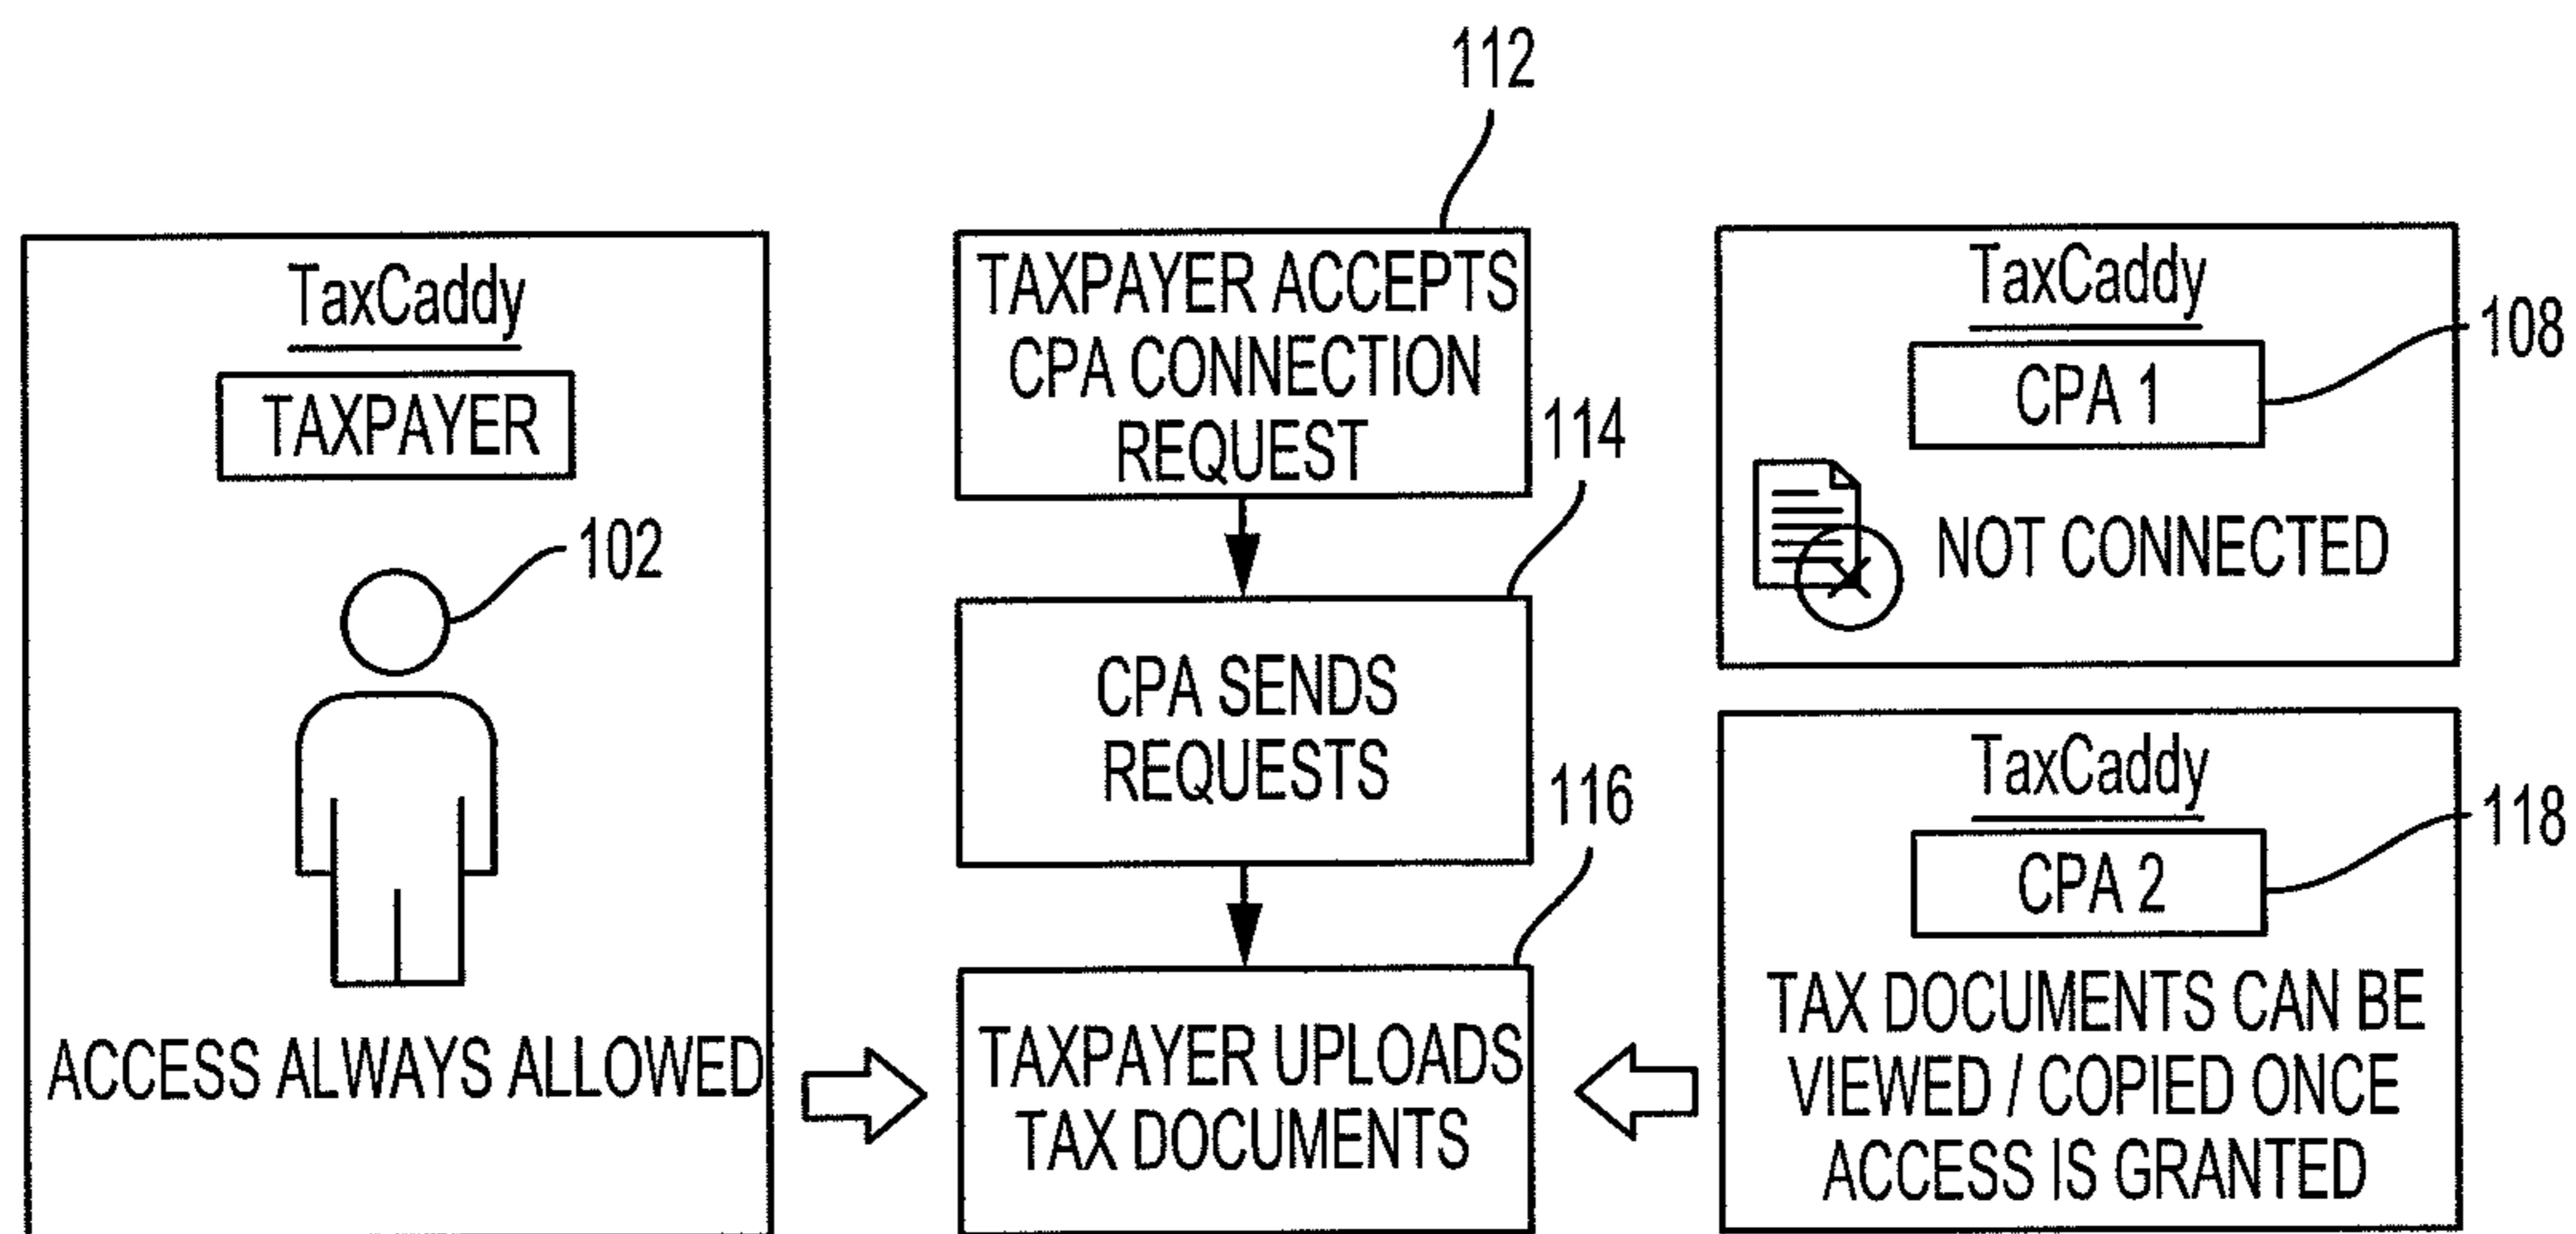 112
TaxCaddy
TAXPAYER
102
ACCESS ALWAYS ALLOWED
TAXPAYER ACCEPTS
CPA CONNECTION
REQUEST
114
CPA SENDS
REQUESTS
116
TAXPAYER UPLOADS
TAX DOCUMENTS
TaxCaddy
CPA 1
108
NOT CONNECTED
TaxCaddy
CPA 2
118
TAX DOCUMENTS CAN BE
VIEWED / COPIED ONCE
ACCESS IS GRANTED